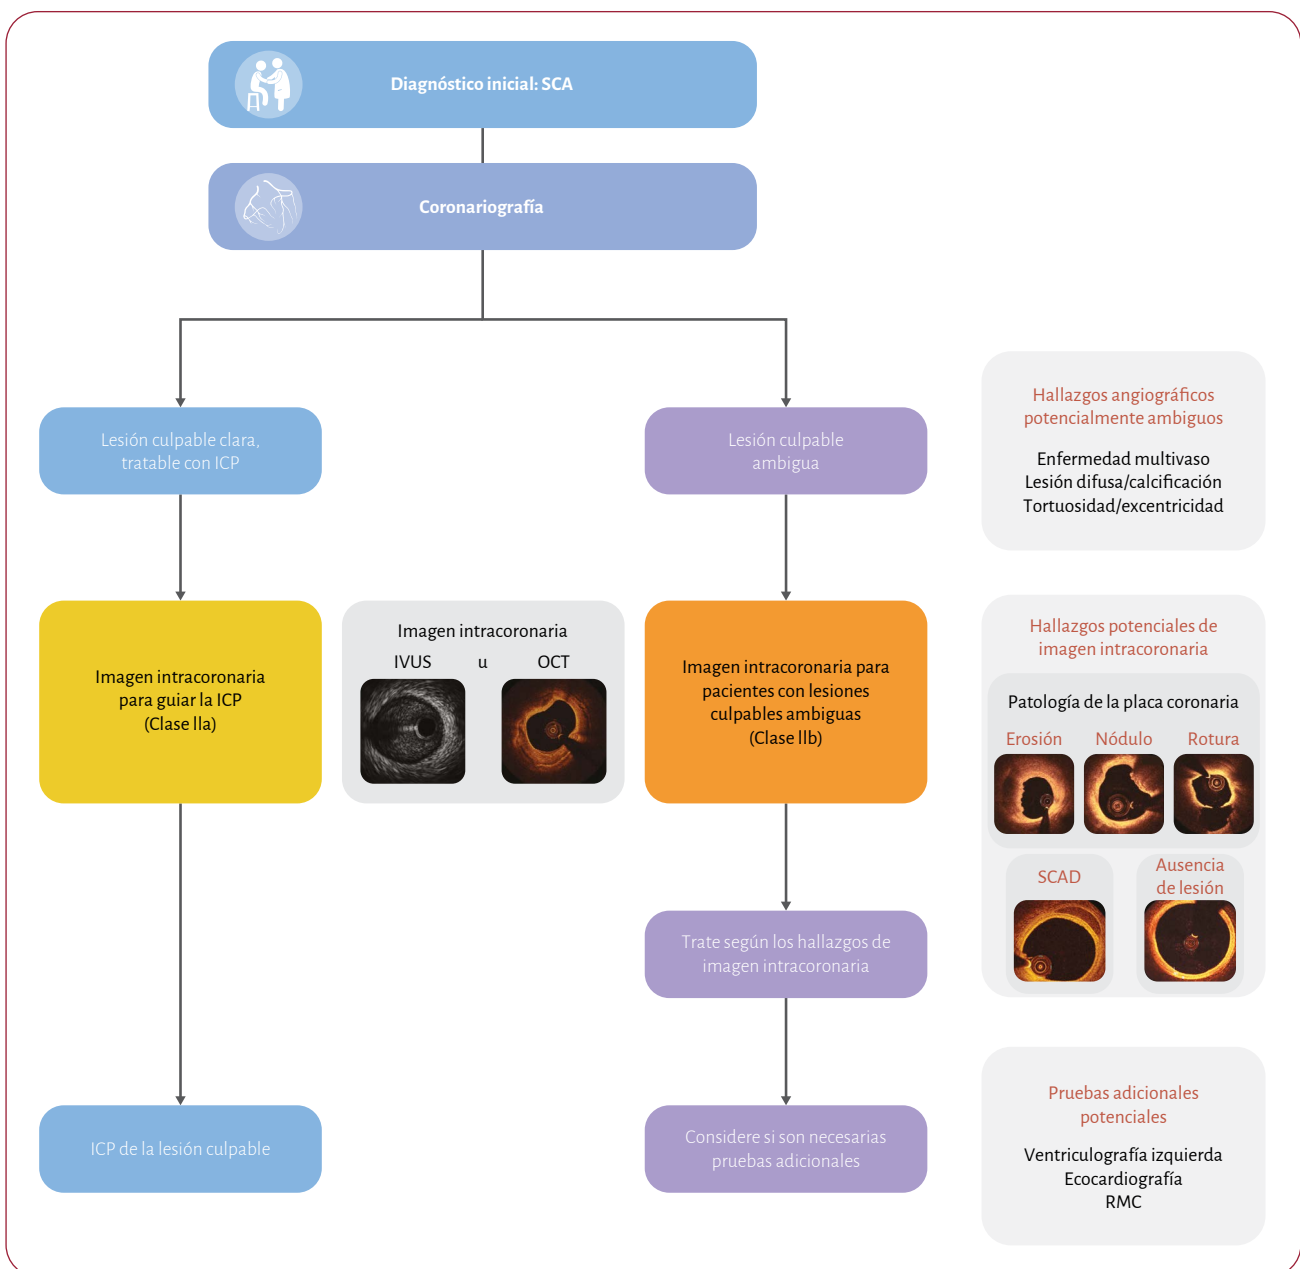 Diagnóstico inicial: SCA
Coronariografía
Lesión culpable clara,
tratable con ICP
Lesión culpable
ambigua
Hallazgos angiográficos
potencialmente ambiguos
Enfermedad multivaso
Lesión difusa/calcificación
Tortuosidad/excentricidad
Imagen intracoronaria
para guiar la ICP
(Clase IIa)
Imagen intracoronaria
IVUS u OCT
Imagen intracoronaria para
pacientes con lesiones
culpables ambiguas
(Clase IIb)
Hallazgos potenciales de
imagen intracoronaria
Patología de la placa coronaria
Erosión Nódulo Rotura
SCAD
Ausencia
de lesión
Trate según los hallazgos de
imagen intracoronaria
ICP de la lesión culpable
Considere si son necesarias
pruebas adicionales
Pruebas adicionales
potenciales
Ventriculografía izquierda
Ecocardiografía
RMC